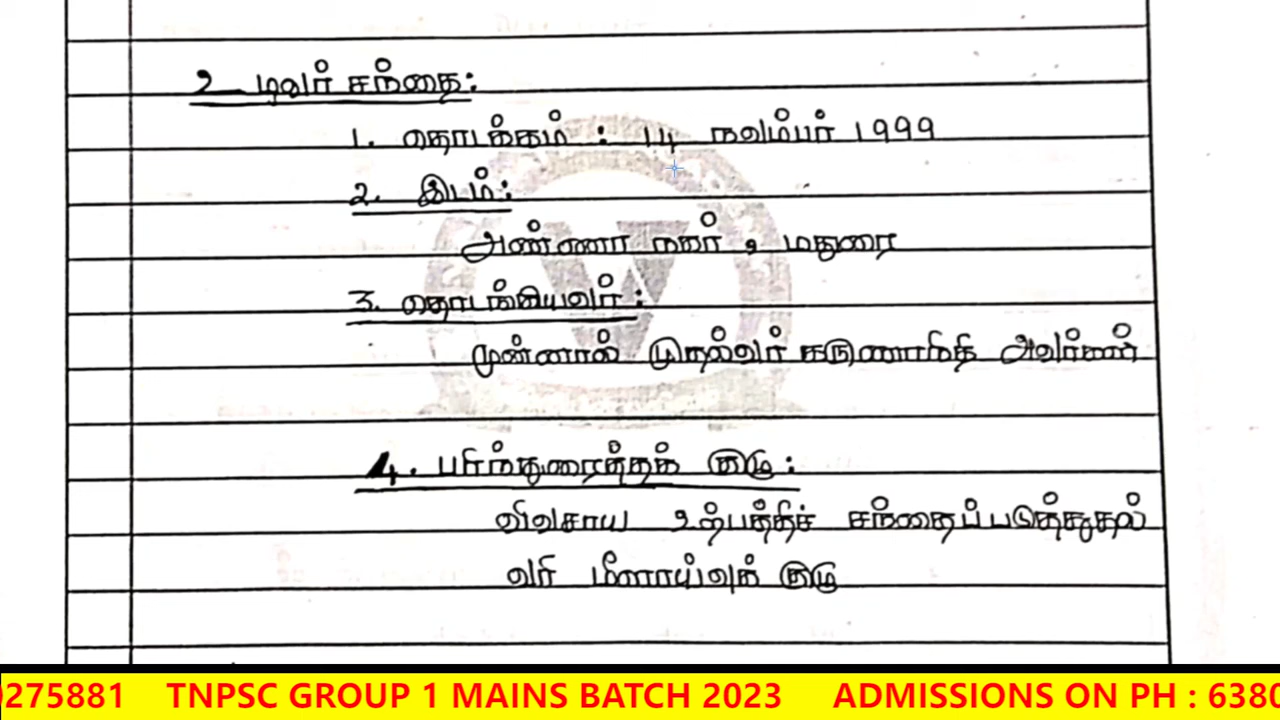 உழவர் சந்தை:
1. தொடக்கம் : 14 நவம்பர் 1999
2. இடம்:
அண்ணா நகர், மதுரை
3. தொடங்கியவர்:
முன்னாள் முதல்வர் கருணாநிதி அவர்கள்
4. பரிந்துரைத்தக் குழு:
விவசாய உற்பத்திச் சந்தைப்படுத்துதல்
வரி மீளாய்வுக் குழு
0275881 TNPSC GROUP 1 MAINS BATCH 2023 ADMISSIONS ON PH : 6380